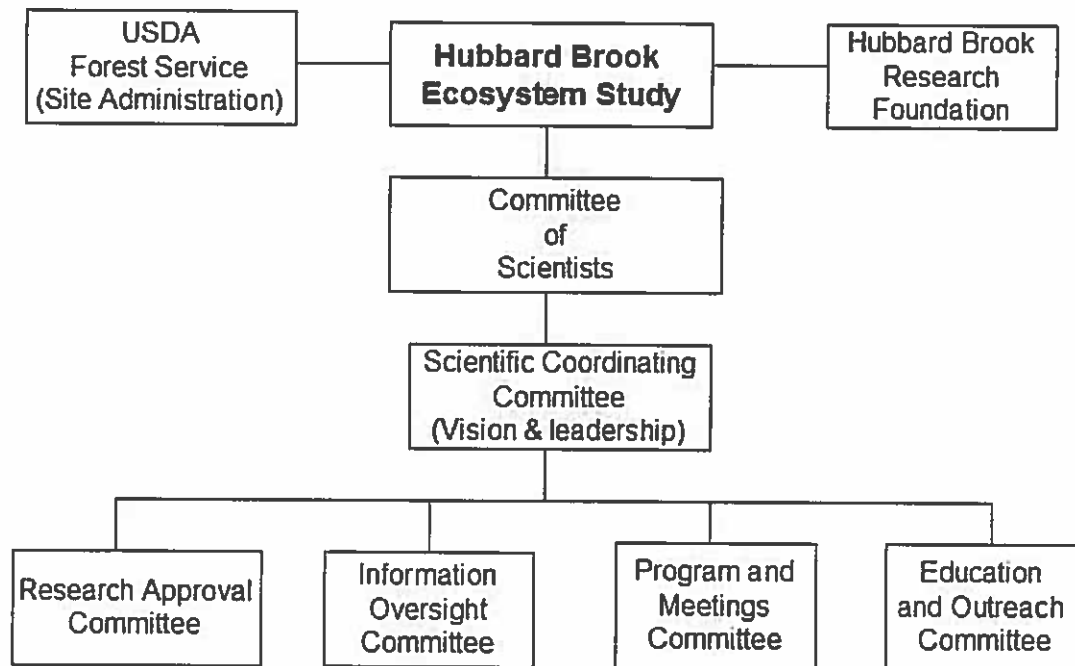 USDA
Forest Service
(Site Administration)
Hubbard Brook
Ecosystem Study
Hubbard Brook
Research
Foundation
Committee
of
Scientists
Scientific Coordinating
Committee
(Vision & leadership)
Research Approval
Committee
Information
Oversight
Committee
Program and
Meetings
Committee
Education
and Outreach
Committee